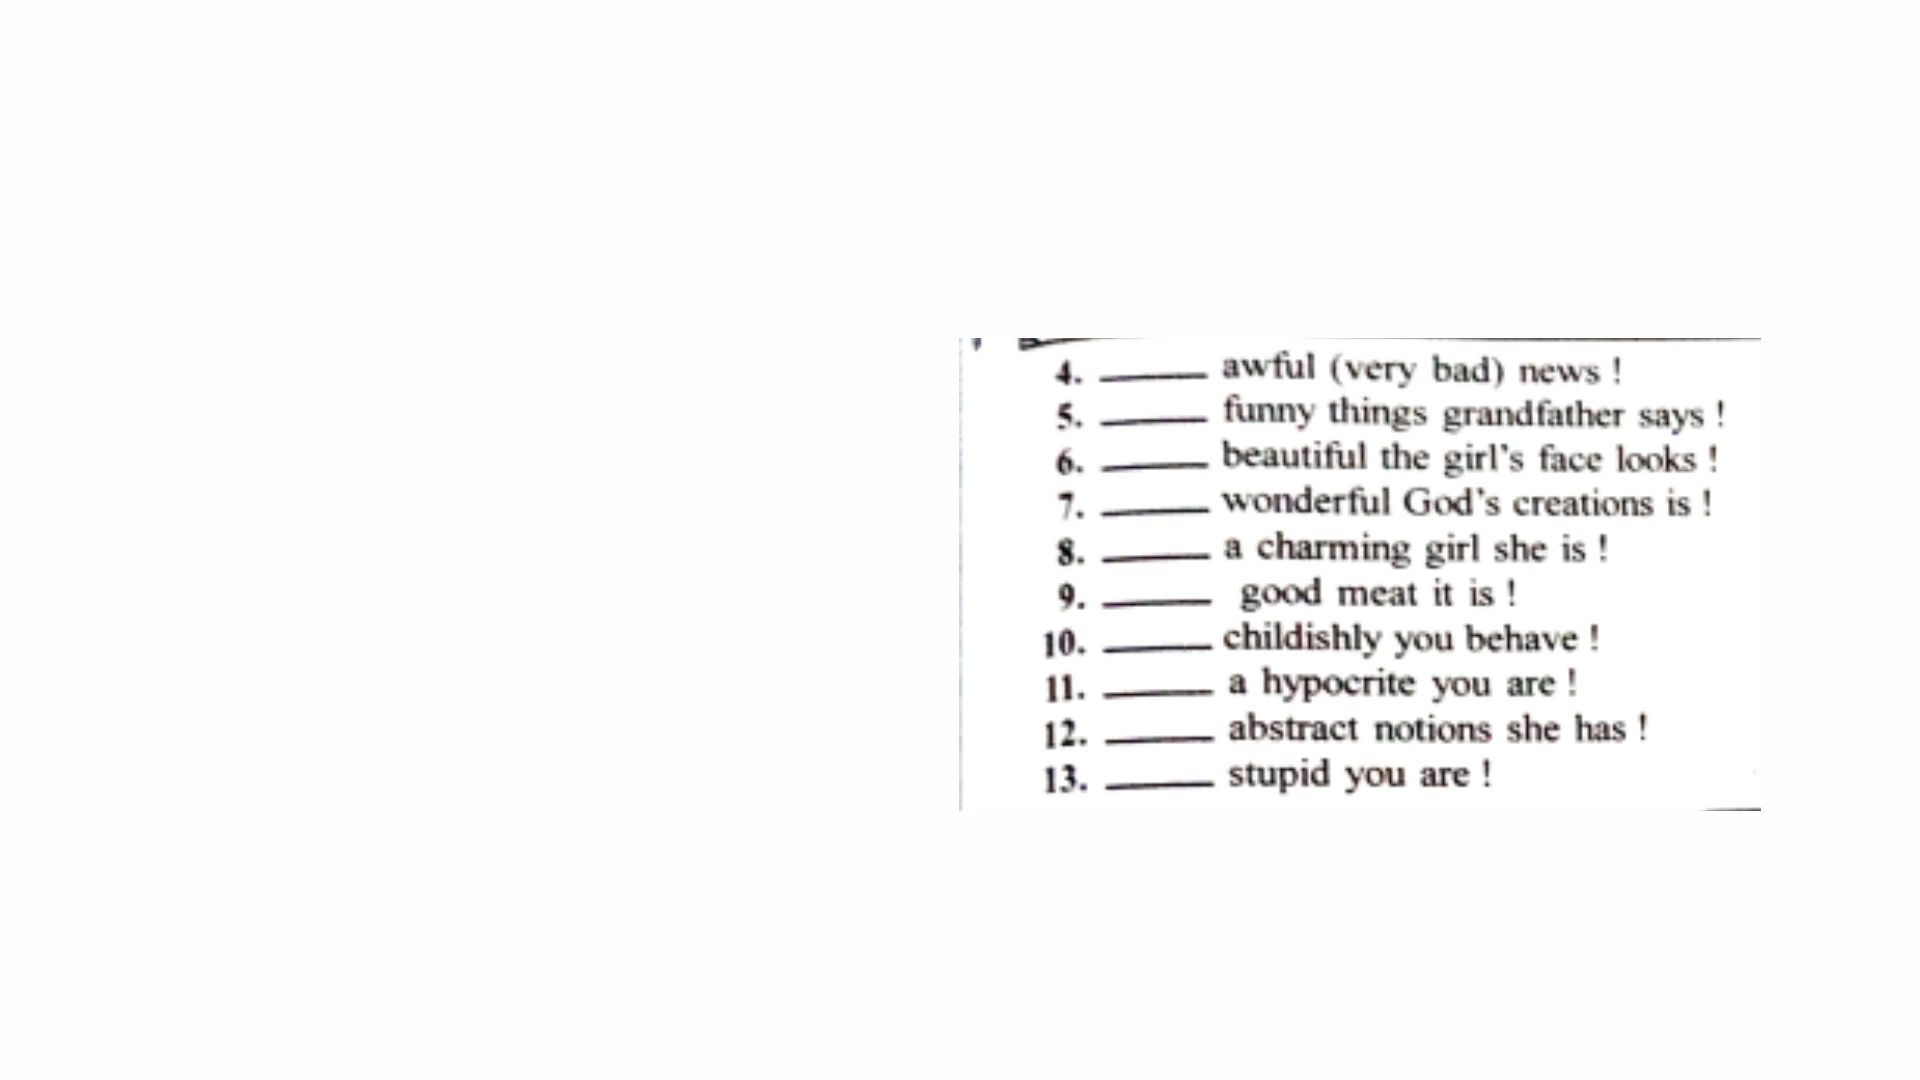 4. ______ awful (very bad) news !
5. ______ funny things grandfather says !
6. ______ beautiful the girl's face looks !
7. ______ wonderful God's creations is !
8. ______ a charming girl she is !
9. ______ good meat it is !
10. ______ childishly you behave !
11. ______ a hypocrite you are !
12. ______ abstract notions she has !
13. ______ stupid you are !